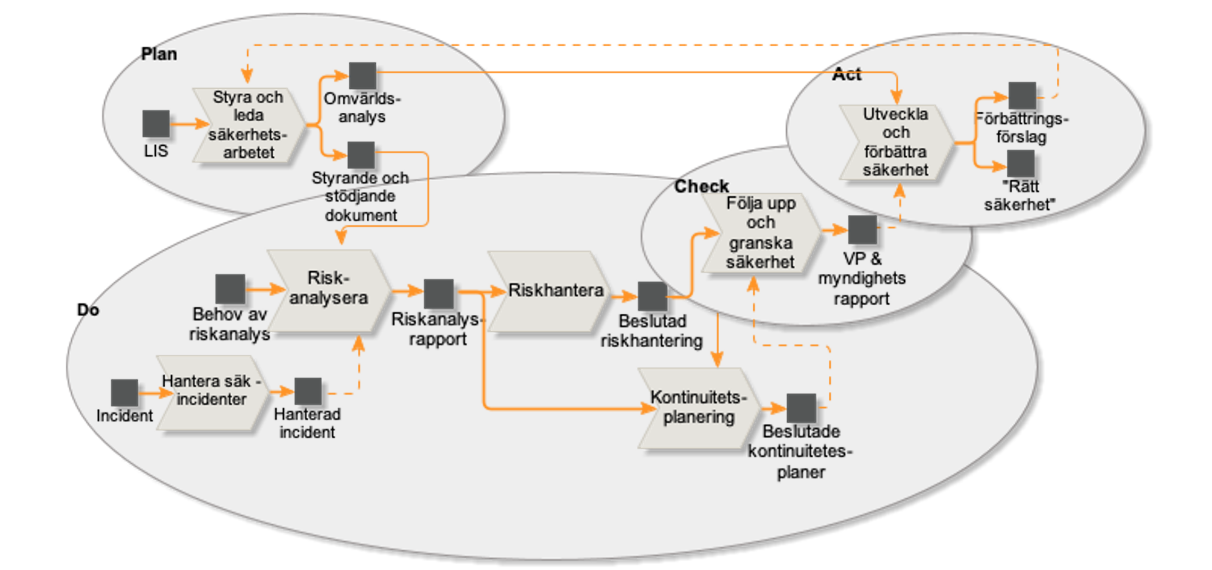 Plan
Styra och
leda
säkerhets-
arbetet
LIS
Omvärlds-
analys
Styrande och
stödjande
dokument
Act
Utveckla
och
förbättra
säkerhet
Förbättrings-
förslag
"Rätt
säkerhet"
Check
Följa upp
och
granska
säkerhet
VP &
myndighets
rapport
Do
Behov av
riskanalys
Risk-
analysera
Riskanalys-
rapport
Riskhantera
Beslutad
riskhantering
Incident
Hantera säk -
incidenter
Hanterad
incident
Kontinuitets-
planering
Beslutade
kontinuitetes-
planer